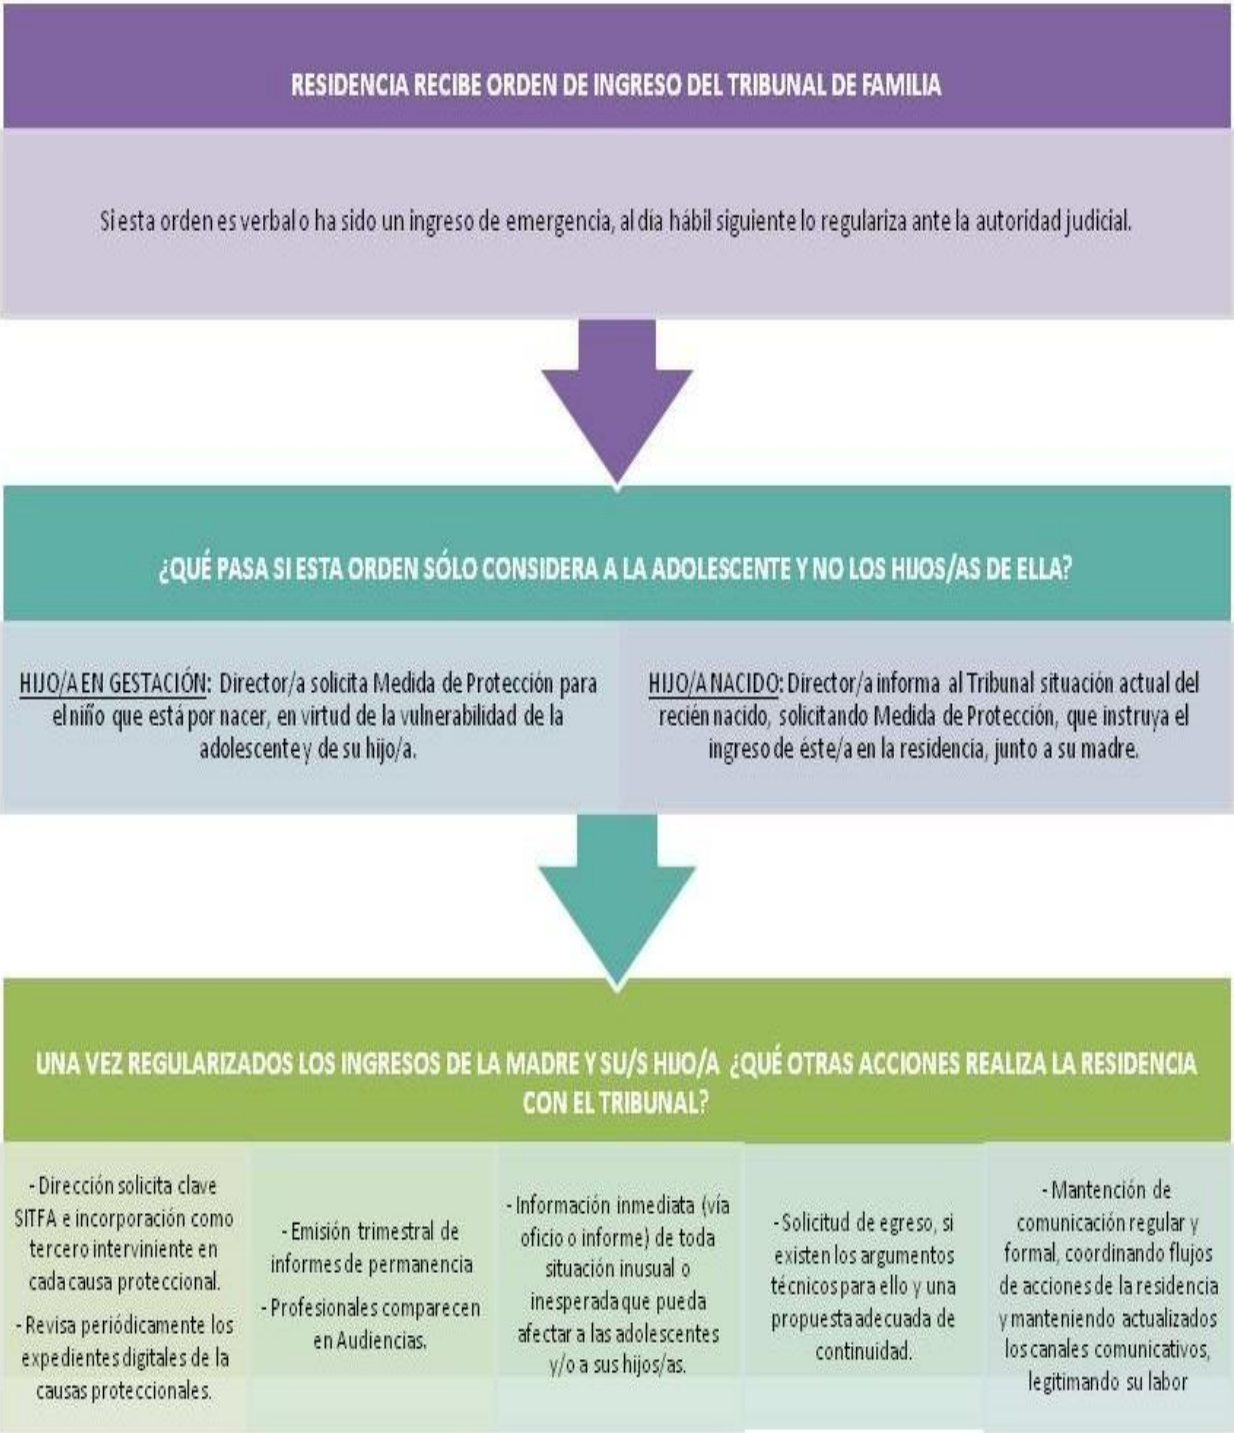 RESIDENCIA RECIBE ORDEN DE INGRESO DEL TRIBUNAL DE FAMILIA
Si esta orden es verbal o ha sido un ingreso de emergencia, al día hábil siguiente lo regulariza ante la autoridad judicial.
¿QUÉ PASA SI ESTA ORDEN SÓLO CONSIDERA A LA ADOLESCENTE Y NO LOS HIJOS/AS DE ELLA?
HIJO/A EN GESTACIÓN: Director/a solicita Medida de Protección para
el niño que está por nacer, en virtud de la vulnerabilidad de la
adolescente y de su hijo/a.
HIJO/A NACIDO: Director/a informa al Tribunal situación actual del
recién nacido, solicitando Medida de Protección, que instruya el
ingreso de éste/a en la residencia, junto a su madre.
UNA VEZ REGULARIZADOS LOS INGRESOS DE LA MADRE Y SU/S HIJO/A ¿QUÉ OTRAS ACCIONES REALIZA LA RESIDENCIA
CON EL TRIBUNAL?
- Dirección solicita clave
SITFA e incorporación como
tercero interviniente en
cada causa proteccional.
- Revisa periódicamente los
expedientes digitales de la
causas proteccionales.
- Emisión trimestral de
informes de permanencia
- Profesionales comparecen
en Audiencias.
- Información inmediata (vía
oficio o informe) de toda
situación inusual o
inesperada que pueda
afectar a las adolescentes
y/o a sus hijos/as.
- Solicitud de egreso, si
existen los argumentos
técnicos para ello y una
propuesta adecuada de
continuidad.
- Mantención de
comunicación regular y
formal, coordinando flujos
de acciones de la residencia
y manteniendo actualizados
los canales comunicativos,
legitimando su labor